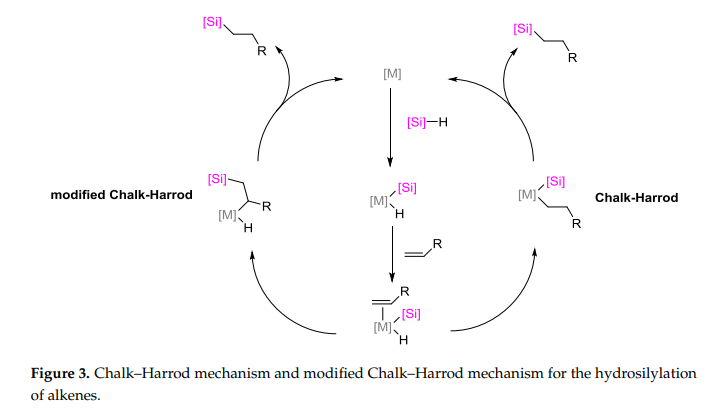 [Si]
R
[Si]
R
[M]
[Si]—H
[Si]
R
[M]
H
modified Chalk-Harrod
[Si]
[M]
H
[Si]
[M]
R
Chalk-Harrod
R
R
[Si]
[M]
H
Figure 3. Chalk–Harrod mechanism and modified Chalk–Harrod mechanism for the hydrosilylation
of alkenes.